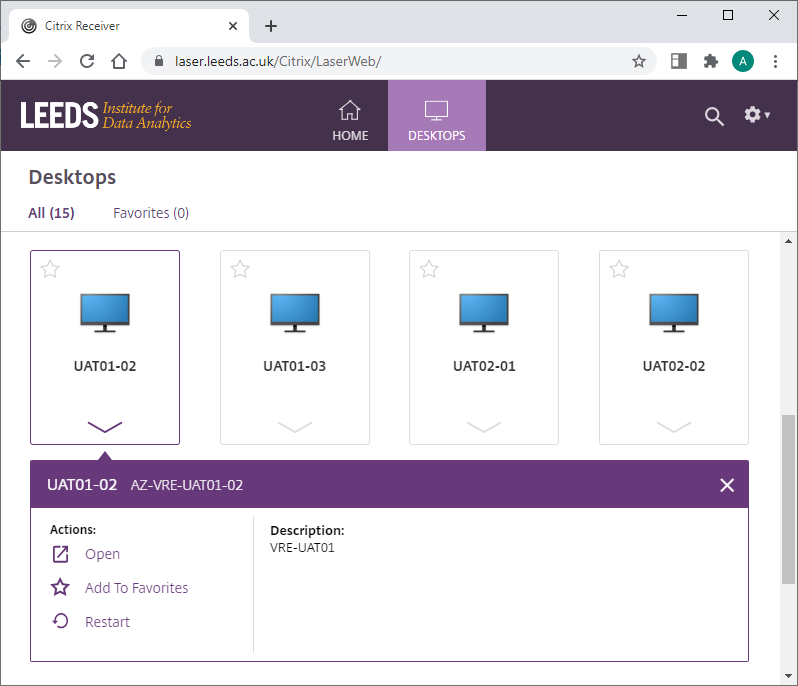 Citrix Receiver
laser.leeds.ac.uk/Citrix/LaserWeb/
A
LEEDS Institute for
Data Analytics
HOME
DESKTOPS
Desktops
All (15)
Favorites (0)
UAT01-02
UAT01-03
UAT02-01
UAT02-02
UAT01-02 AZ-VRE-UAT01-02
Actions:
Open
Add To Favorites
Restart
Description:
VRE-UAT01